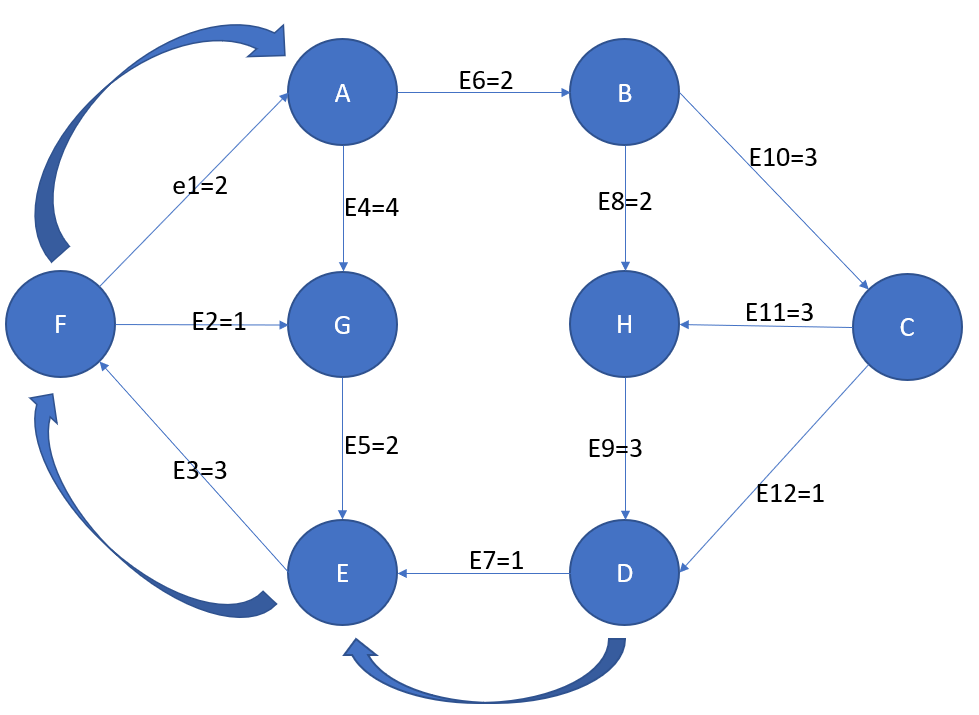 E6=2
A
B
E10=3
e1=2
E4=4
E8=2
E11=3
F
E2=1
G
H
C
E5=2
E9=3
E3=3
E12=1
E7=1
E
D